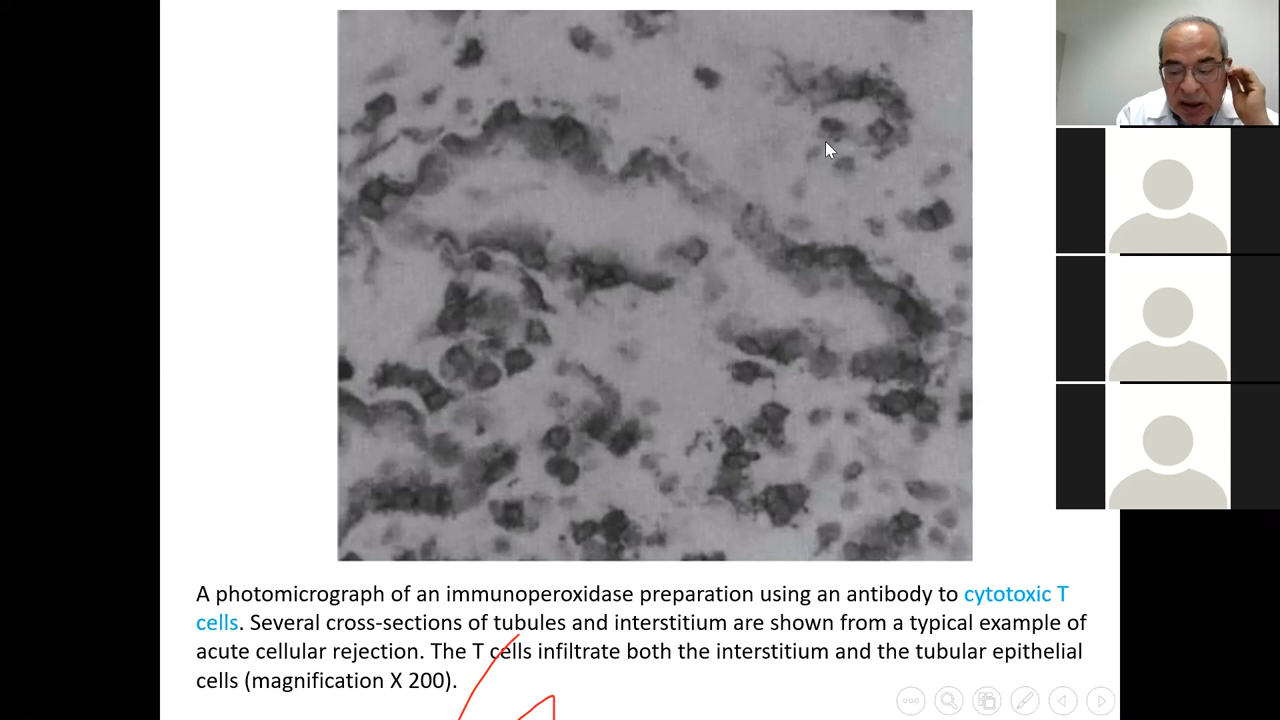 A photomicrograph of an immunoperoxidase preparation using an antibody to cytotoxic T
cells. Several cross-sections of tubules and interstitium are shown from a typical example of
acute cellular rejection. The T cells infiltrate both the interstitium and the tubular epithelial
cells (magnification X 200).